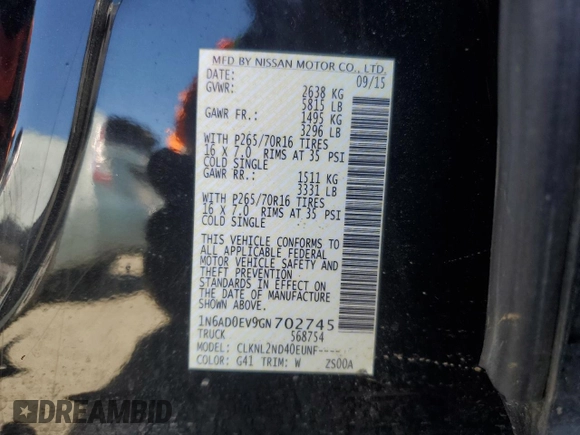 MFD BY NISSAN MOTOR CO., LTD.
DATE: 09/15
GVWR: 2638 KG
5815 LB
GAWR FR.: 1495 KG
3296 LB
WITH P265/70R16 TIRES
16 X 7.0 RIMS AT 35 PSI
COLD SINGLE
GAWR RR.: 1511 KG
3331 LB
WITH P265/70R16 TIRES
16 X 7.0 RIMS AT 35 PSI
COLD SINGLE
THIS VEHICLE CONFORMS TO
ALL APPLICABLE FEDERAL
MOTOR VEHICLE SAFETY AND
THEFT PREVENTION
STANDARDS IN EFFECT ON
THE DATE OF MANUFACTURE
SHOWN ABOVE.
1N6AD0EV9GN702745
TRUCK 568754
MODEL: CLKNL2ND40EUNF-----
COLOR: G41 TRIM: W 2S00A
DREAMBID